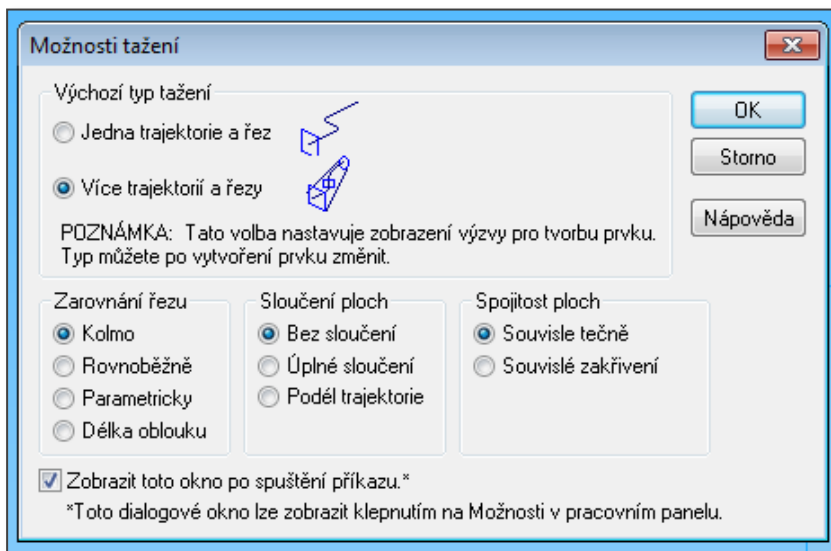 Možnosti tažení
Výchozí typ tažení
Jedna trajektorie a řez
Více trajektorií a řezy
POZNÁMKA: Tato volba nastavuje zobrazení výzvy pro tvorbu prvku.
Typ můžete po vytvoření prvku změnit.
OK
Storno
Nápověda
Zarovnání řezu
Kolmo
Rovnoběžně
Parametricky
Délka oblouku
Sloučení ploch
Bez sloučení
Úplné sloučení
Podél trajektorie
Spojitost ploch
Souvisle tečně
Souvislé zakřivení
Zobrazit toto okno po spuštění příkazu.*
*Toto dialogové okno lze zobrazit klepnutím na Možnosti v pracovním panelu.